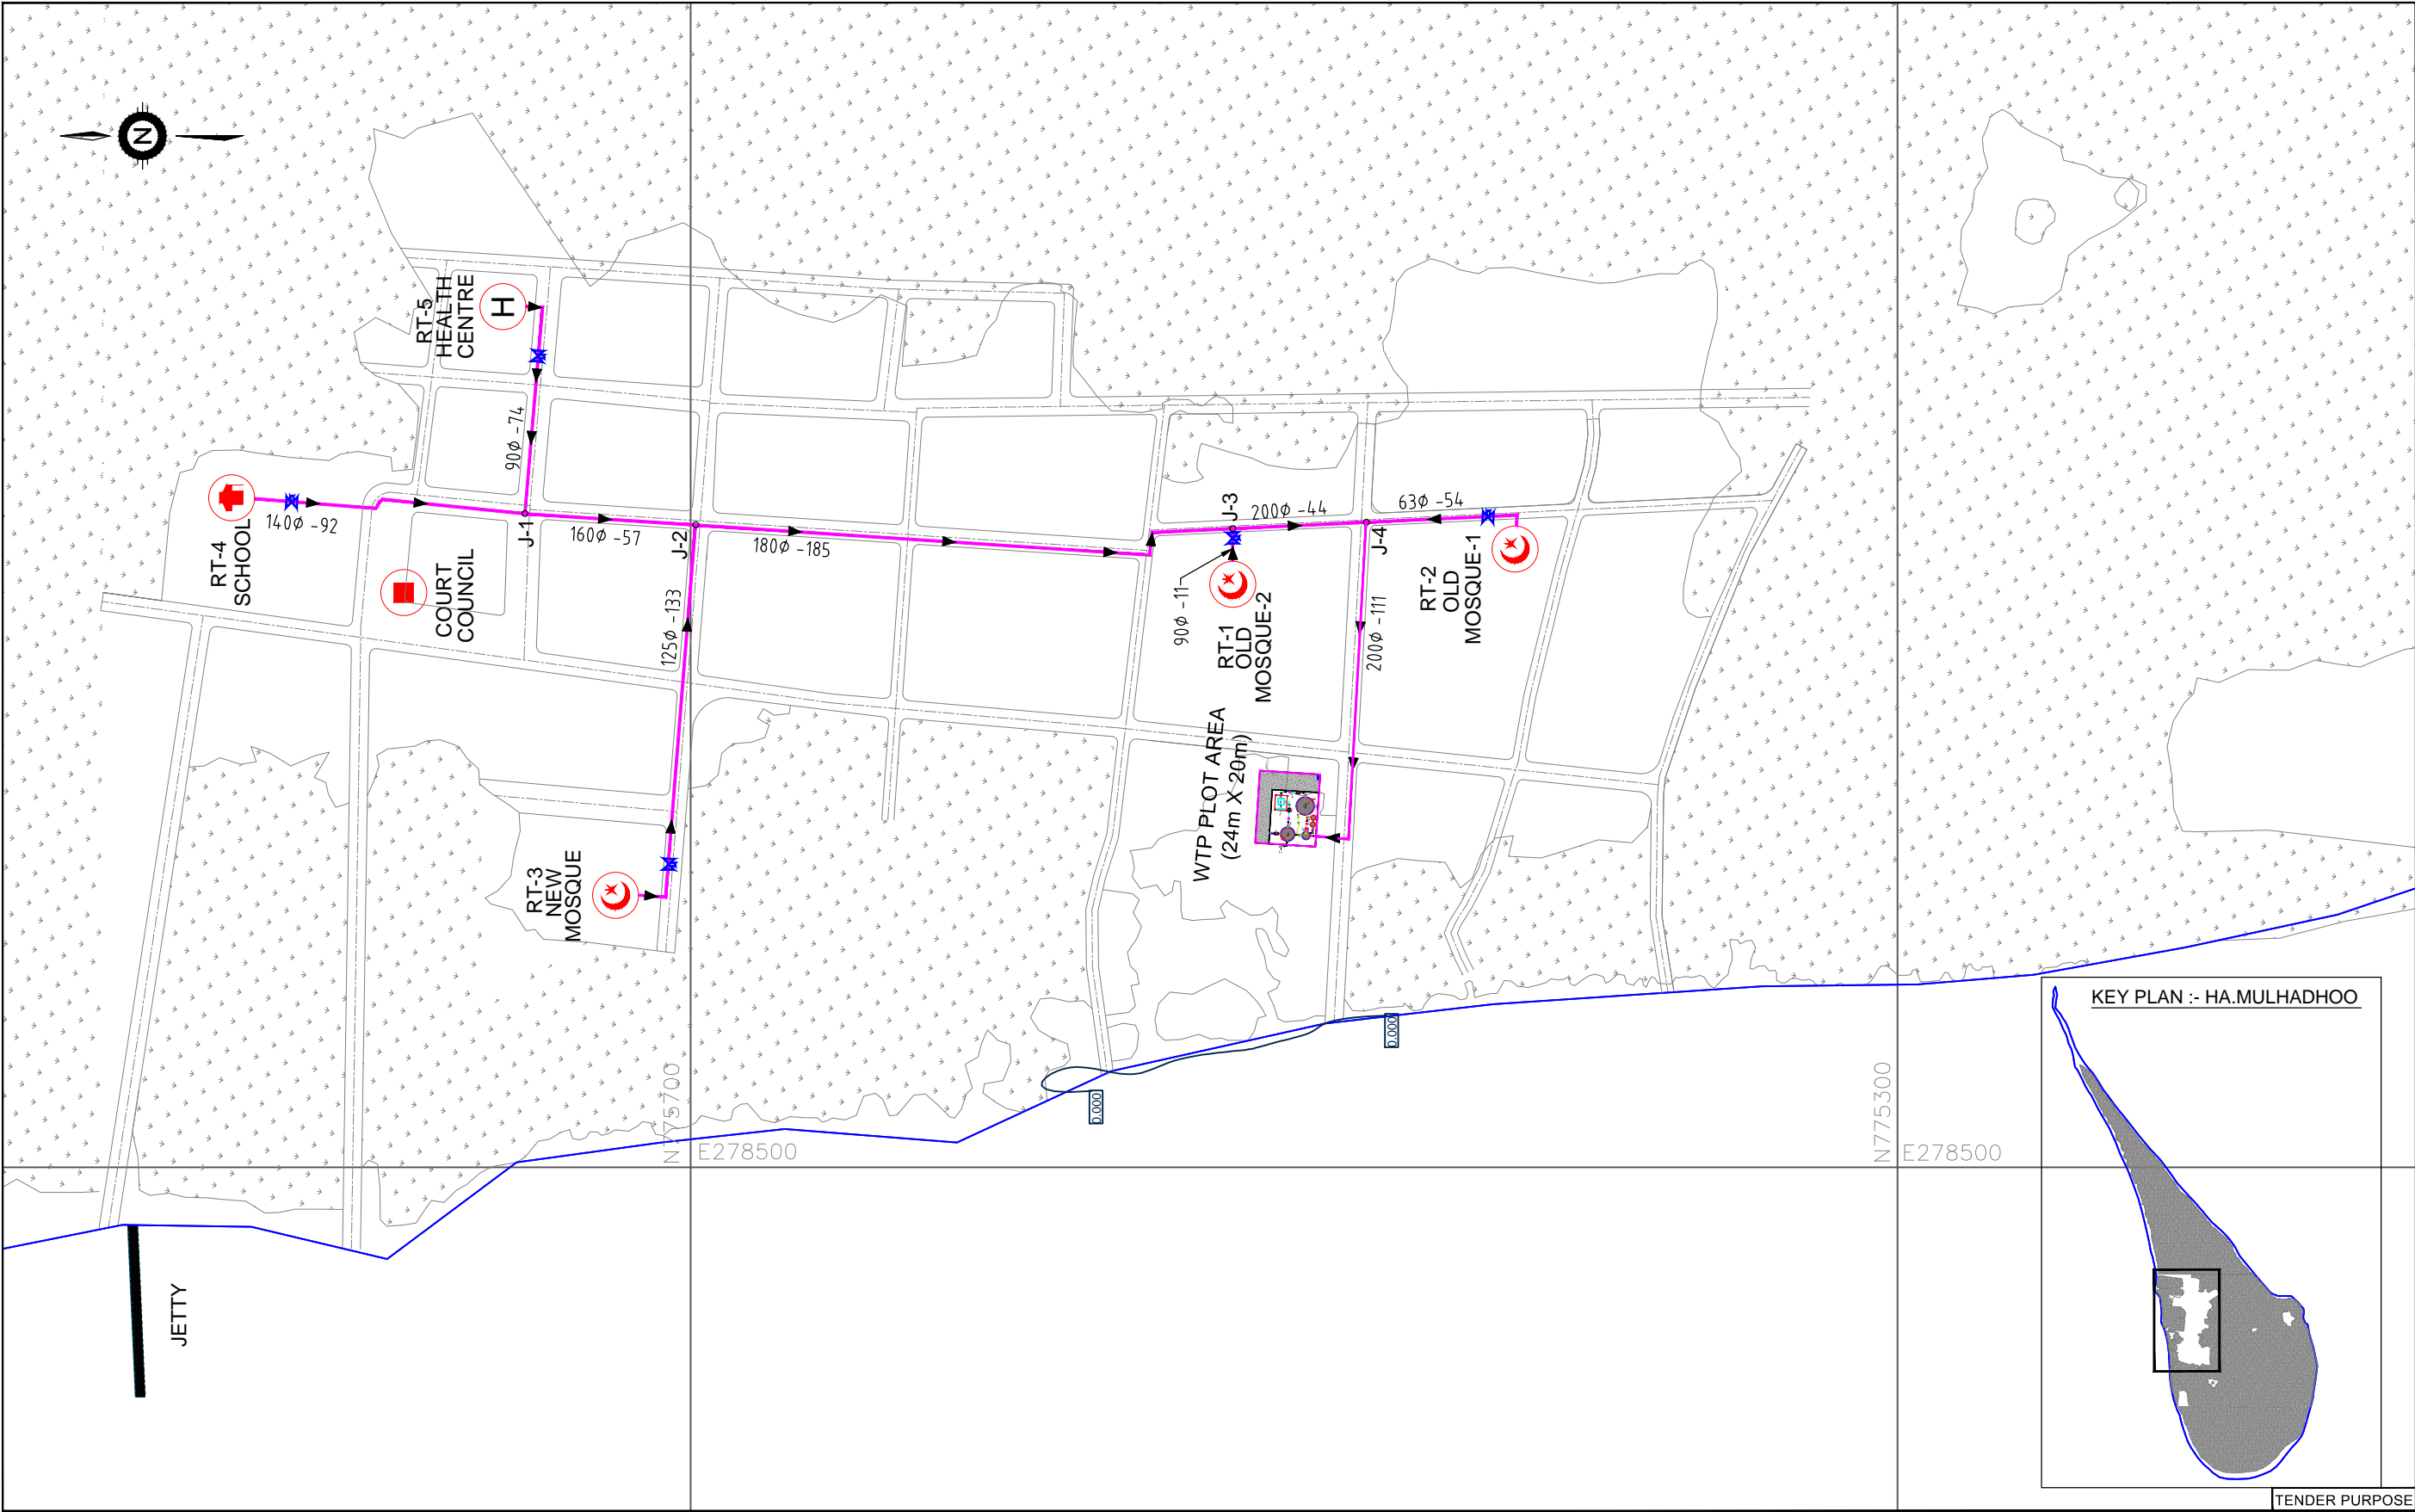 N
RT-5
HEALTH
CENTRE
H
90Φ -74
RT-4
SCHOOL
140Φ -92
COURT
COUNCIL
J-1
160Φ -57
J-2
180Φ -185
125Φ -133
RT-3
NEW
MOSQUE
90Φ -11
J-3
200Φ -44
63Φ -54
J-4
RT-1
OLD
MOSQUE-2
RT-2
OLD
MOSQUE-1
200Φ -111
WTP PLOT AREA
(24m X 20m)
0.000
0.000
N775700
E278500
N775300
E278500
JETTY
KEY PLAN :- HA.MULHADHOO
TENDER PURPOSE